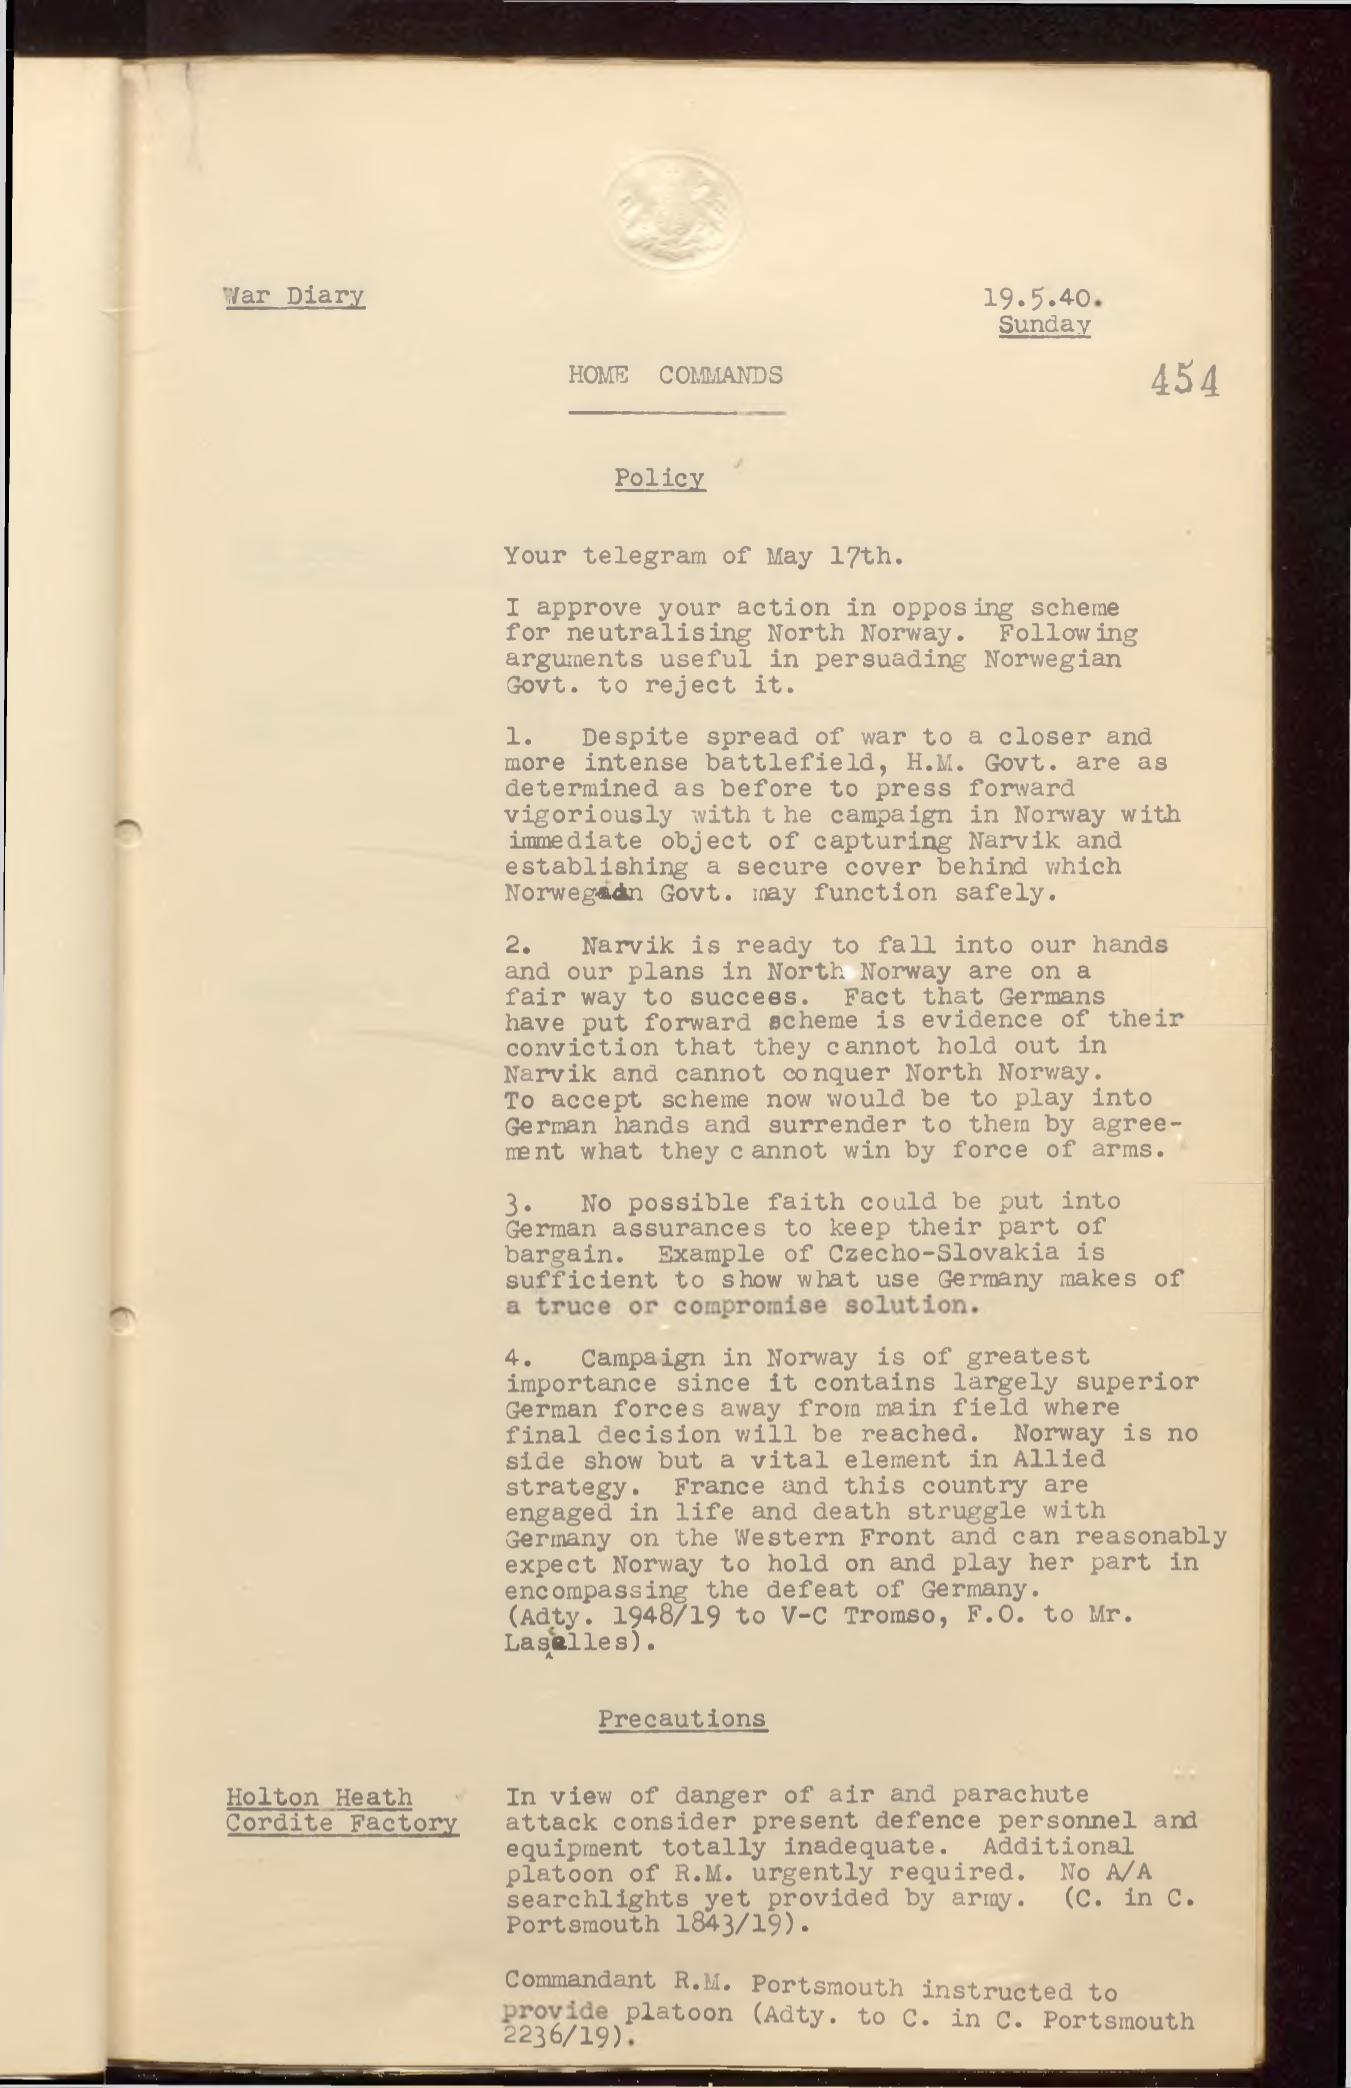 War Diary
19.5.40.
Sunday
HOME COMMANDS
454
Policy
Your telegram of May 17th.
I approve your action in opposing scheme
for neutralising North Norway. Following
arguments useful in persuading Norwegian
Govt. to reject it.
1. Despite spread of war to a closer and
more intense battlefield, H.M. Govt. are as
determined as before to press forward
vigoriously with the campaign in Norway with
immediate object of capturing Narvik and
establishing a secure cover behind which
Norwegian Govt. may function safely.
2. Narvik is ready to fall into our hands
and our plans in North Norway are on a
fair way to success. Fact that Germans
have put forward scheme is evidence of their
conviction that they cannot hold out in
Narvik and cannot conquer North Norway.
To accept scheme now would be to play into
German hands and surrender to them by agree-
ment what they cannot win by force of arms.
3. No possible faith could be put into
German assurances to keep their part of
bargain. Example of Czecho-Slovakia is
sufficient to show what use Germany makes of
a truce or compromise solution.
4. Campaign in Norway is of greatest
importance since it contains largely superior
German forces away from main field where
final decision will be reached. Norway is no
side show but a vital element in Allied
strategy. France and this country are
engaged in life and death struggle with
Germany on the Western Front and can reasonably
expect Norway to hold on and play her part in
encompassing the defeat of Germany.
(Adty. 1948/19 to V-C Tromso, F.O. to Mr.
Lascelles).
Precautions
Holton Heath
Cordite Factory
In view of danger of air and parachute
attack consider present defence personnel and
equipment totally inadequate. Additional
platoon of R.M. urgently required. No A/A
searchlights yet provided by army. (C. in C.
Portsmouth 1843/19).
Commandant R.M. Portsmouth instructed to
provide platoon (Adty. to C. in C. Portsmouth
2236/19).